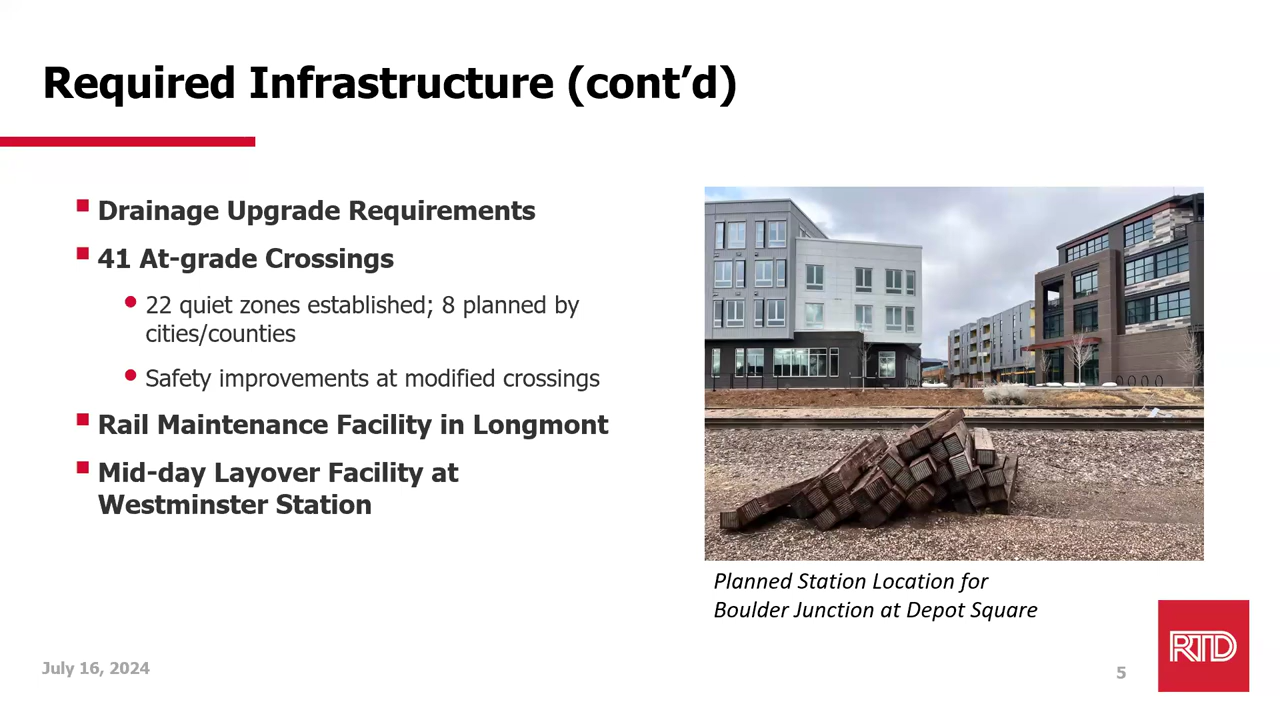 Required Infrastructure (cont’d)
Drainage Upgrade Requirements
41 At-grade Crossings
22 quiet zones established; 8 planned by
cities/counties
Safety improvements at modified crossings
Rail Maintenance Facility in Longmont
Mid-day Layover Facility at
Westminster Station
Planned Station Location for
Boulder Junction at Depot Square
July 16, 2024
5
RTD